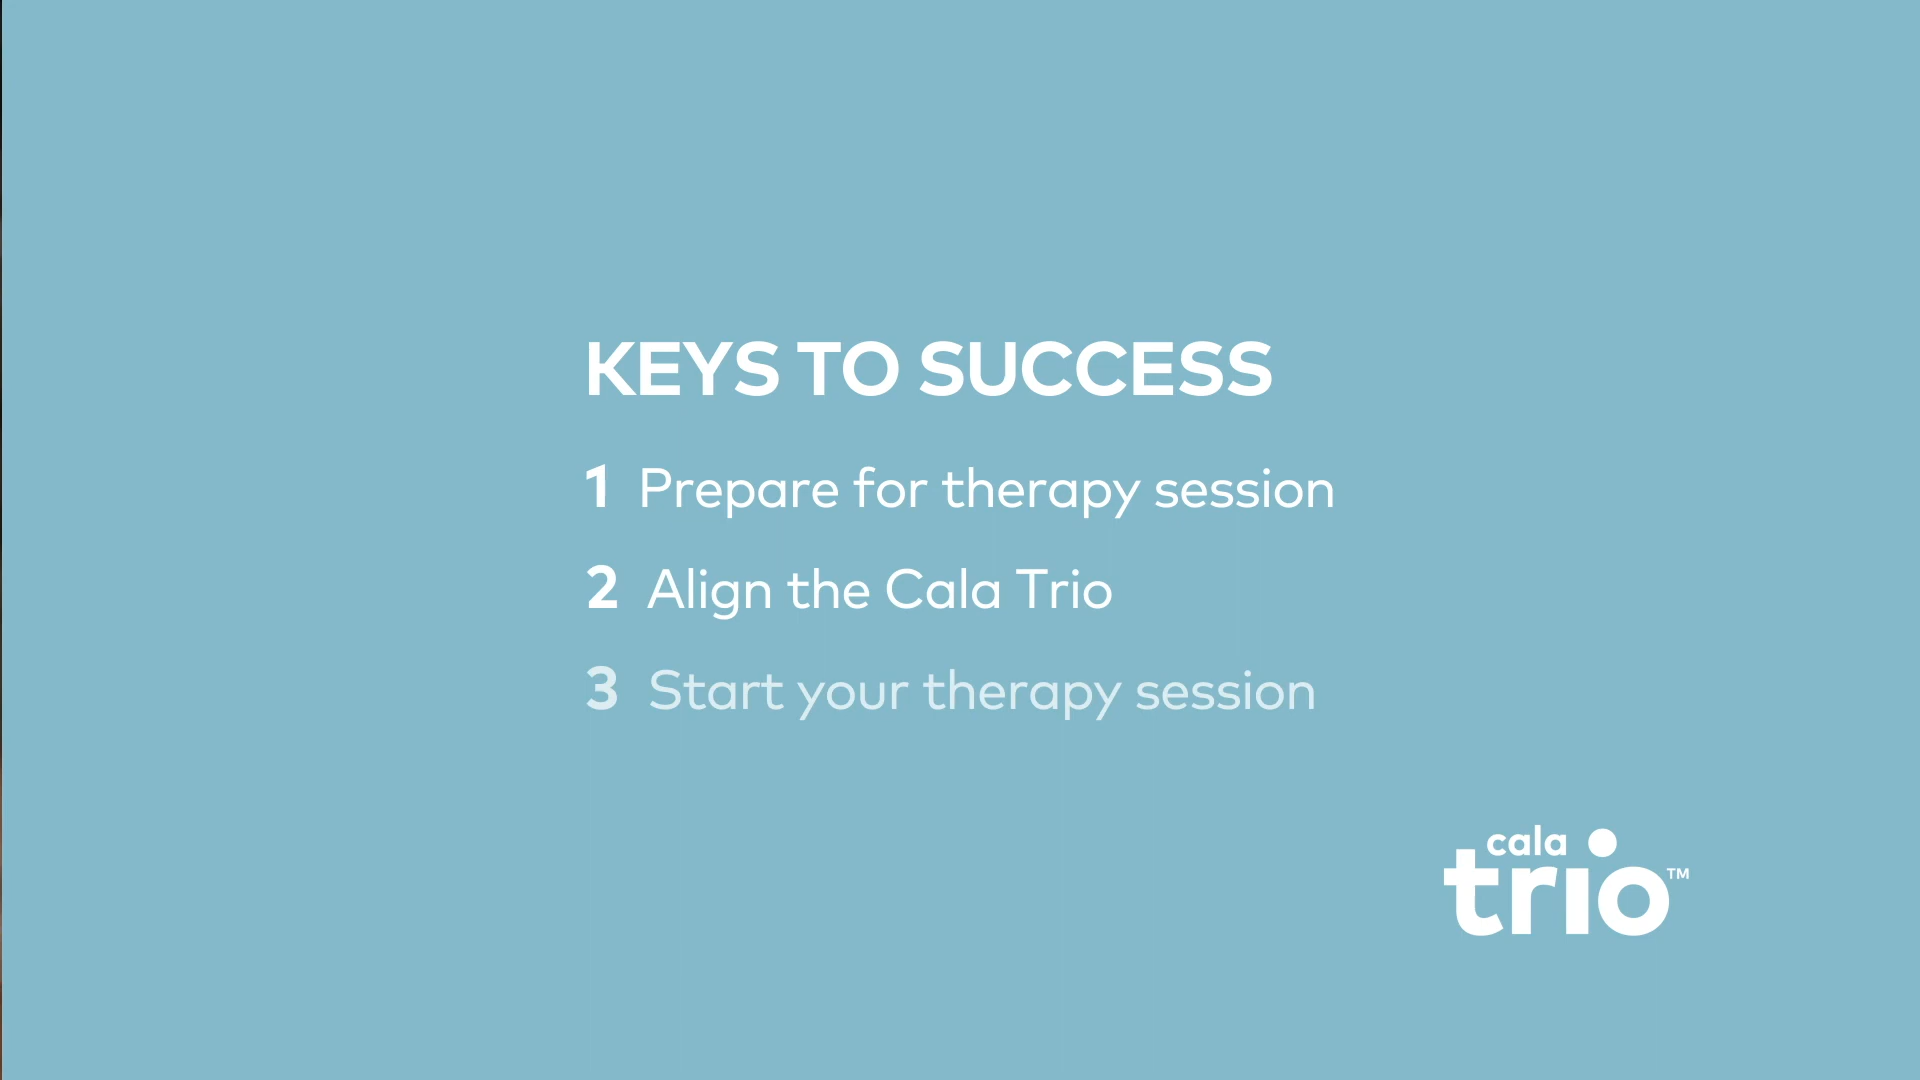 KEYS TO SUCCESS
1 Prepare for therapy session
2 Align the Cala Trio
3 Start your therapy session
cala
trio™